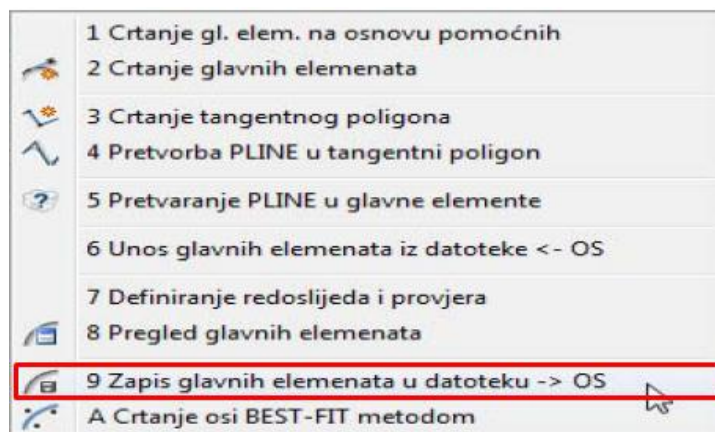 1 Crtanje gl. elem. na osnovu pomoćnih
2 Crtanje glavnih elemenata
3 Crtanje tangentnog poligona
4 Pretvorba PLINE u tangentni poligon
5 Pretvaranje PLINE u glavne elemente
6 Unos glavnih elemenata iz datoteke <- OS
7 Definiranje redoslijeda i provjera
8 Pregled glavnih elemenata
9 Zapis glavnih elemenata u datoteku -> OS
A Crtanje osi BEST-FIT metodom